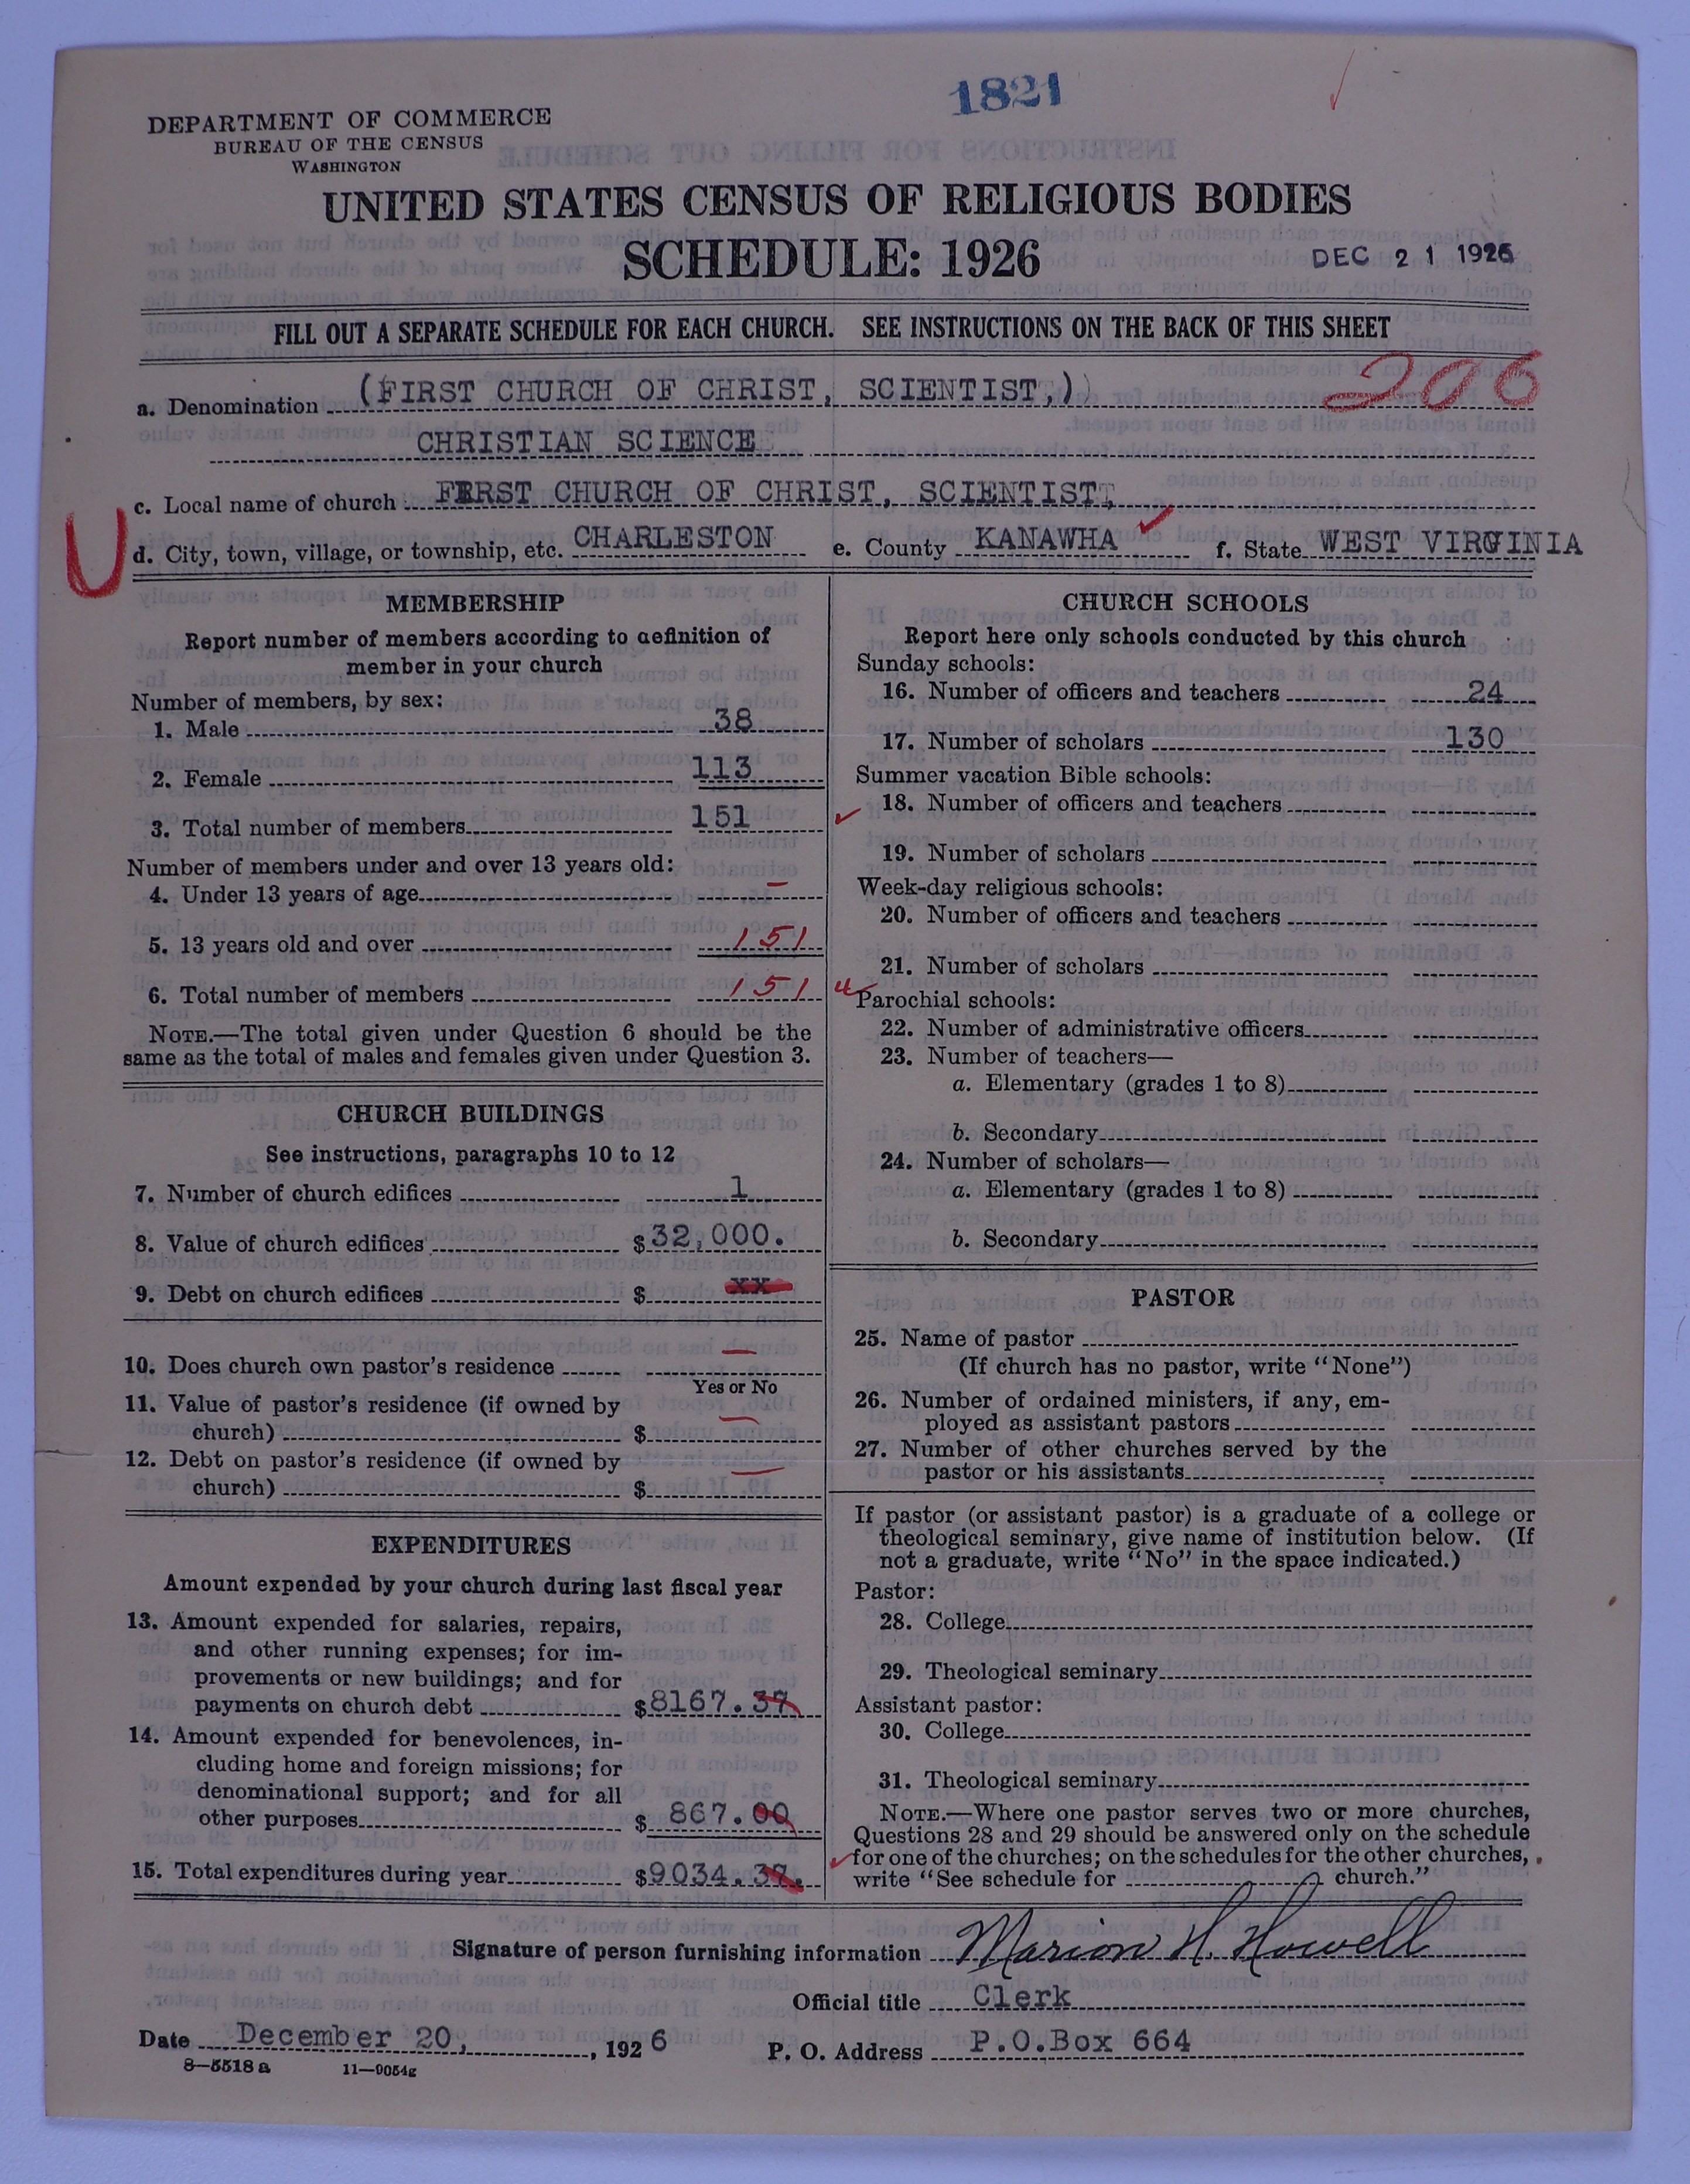 1821
DEPARTMENT OF COMMERCE
BUREAU OF THE CENSUS
WASHINGTON
UNITED STATES CENSUS OF RELIGIOUS BODIES
SCHEDULE: 1926
DEC 21 1926
FILL OUT A SEPARATE SCHEDULE FOR EACH CHURCH. SEE INSTRUCTIONS ON THE BACK OF THIS SHEET
206
a. Denomination (FIRST CHURCH OF CHRIST, SCIENTIST,)
CHRISTIAN SCIENCE
c. Local name of church FIRST CHURCH OF CHRIST, SCIENTIST,
U
d. City, town, village, or township, etc. CHARLESTON e. County KANAWHA f. State WEST VIRGINIA
MEMBERSHIP
Report number of members according to definition of
member in your church
Number of members, by sex:
1. Male 38
2. Female 113
3. Total number of members 151
Number of members under and over 13 years old:
4. Under 13 years of age –
5. 13 years old and over 151
6. Total number of members 151
NOTE.—The total given under Question 6 should be the
same as the total of males and females given under Question 3.
CHURCH BUILDINGS
See instructions, paragraphs 10 to 12
7. Number of church edifices 1
8. Value of church edifices $32,000.
9. Debt on church edifices $ xx
10. Does church own pastor's residence —
Yes or No
11. Value of pastor's residence (if owned by
church) $ —
12. Debt on pastor's residence (if owned by
church) $ —
EXPENDITURES
Amount expended by your church during last fiscal year
13. Amount expended for salaries, repairs,
and other running expenses; for im-
provements or new buildings; and for
payments on church debt $8167.37
14. Amount expended for benevolences, in-
cluding home and foreign missions; for
denominational support; and for all
other purposes $ 867.00
15. Total expenditures during year $9034.37.
CHURCH SCHOOLS
Report here only schools conducted by this church
Sunday schools:
16. Number of officers and teachers 24
17. Number of scholars 130
Summer vacation Bible schools:
18. Number of officers and teachers
19. Number of scholars
Week-day religious schools:
20. Number of officers and teachers
21. Number of scholars
Parochial schools:
22. Number of administrative officers
23. Number of teachers—
a. Elementary (grades 1 to 8)
b. Secondary
24. Number of scholars—
a. Elementary (grades 1 to 8)
b. Secondary
PASTOR
25. Name of pastor
(If church has no pastor, write "None")
26. Number of ordained ministers, if any, em-
ployed as assistant pastors
27. Number of other churches served by the
pastor or his assistants
If pastor (or assistant pastor) is a graduate of a college or
theological seminary, give name of institution below. (If
not a graduate, write "No" in the space indicated.)
Pastor:
28. College
29. Theological seminary
Assistant pastor:
30. College
31. Theological seminary
NOTE.—Where one pastor serves two or more churches,
Questions 28 and 29 should be answered only on the schedule
for one of the churches; on the schedules for the other churches,
write "See schedule for church."
Signature of person furnishing information Marion H. Howell
Official title Clerk
Date December 20, , 1926 P. O. Address P.O.Box 664
8—5518 a 11—9054g